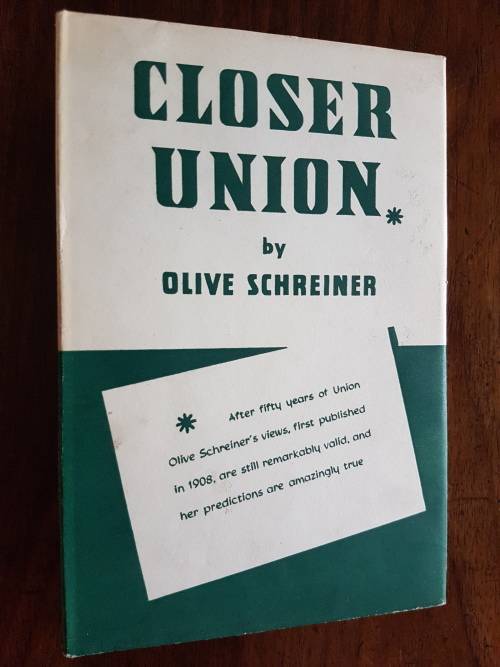 CLOSER
UNION*
by
OLIVE SCHREINER
* After fifty years of Union
Olive Schreiner's views, first published
in 1908, are still remarkably valid, and
her predictions are amazingly true